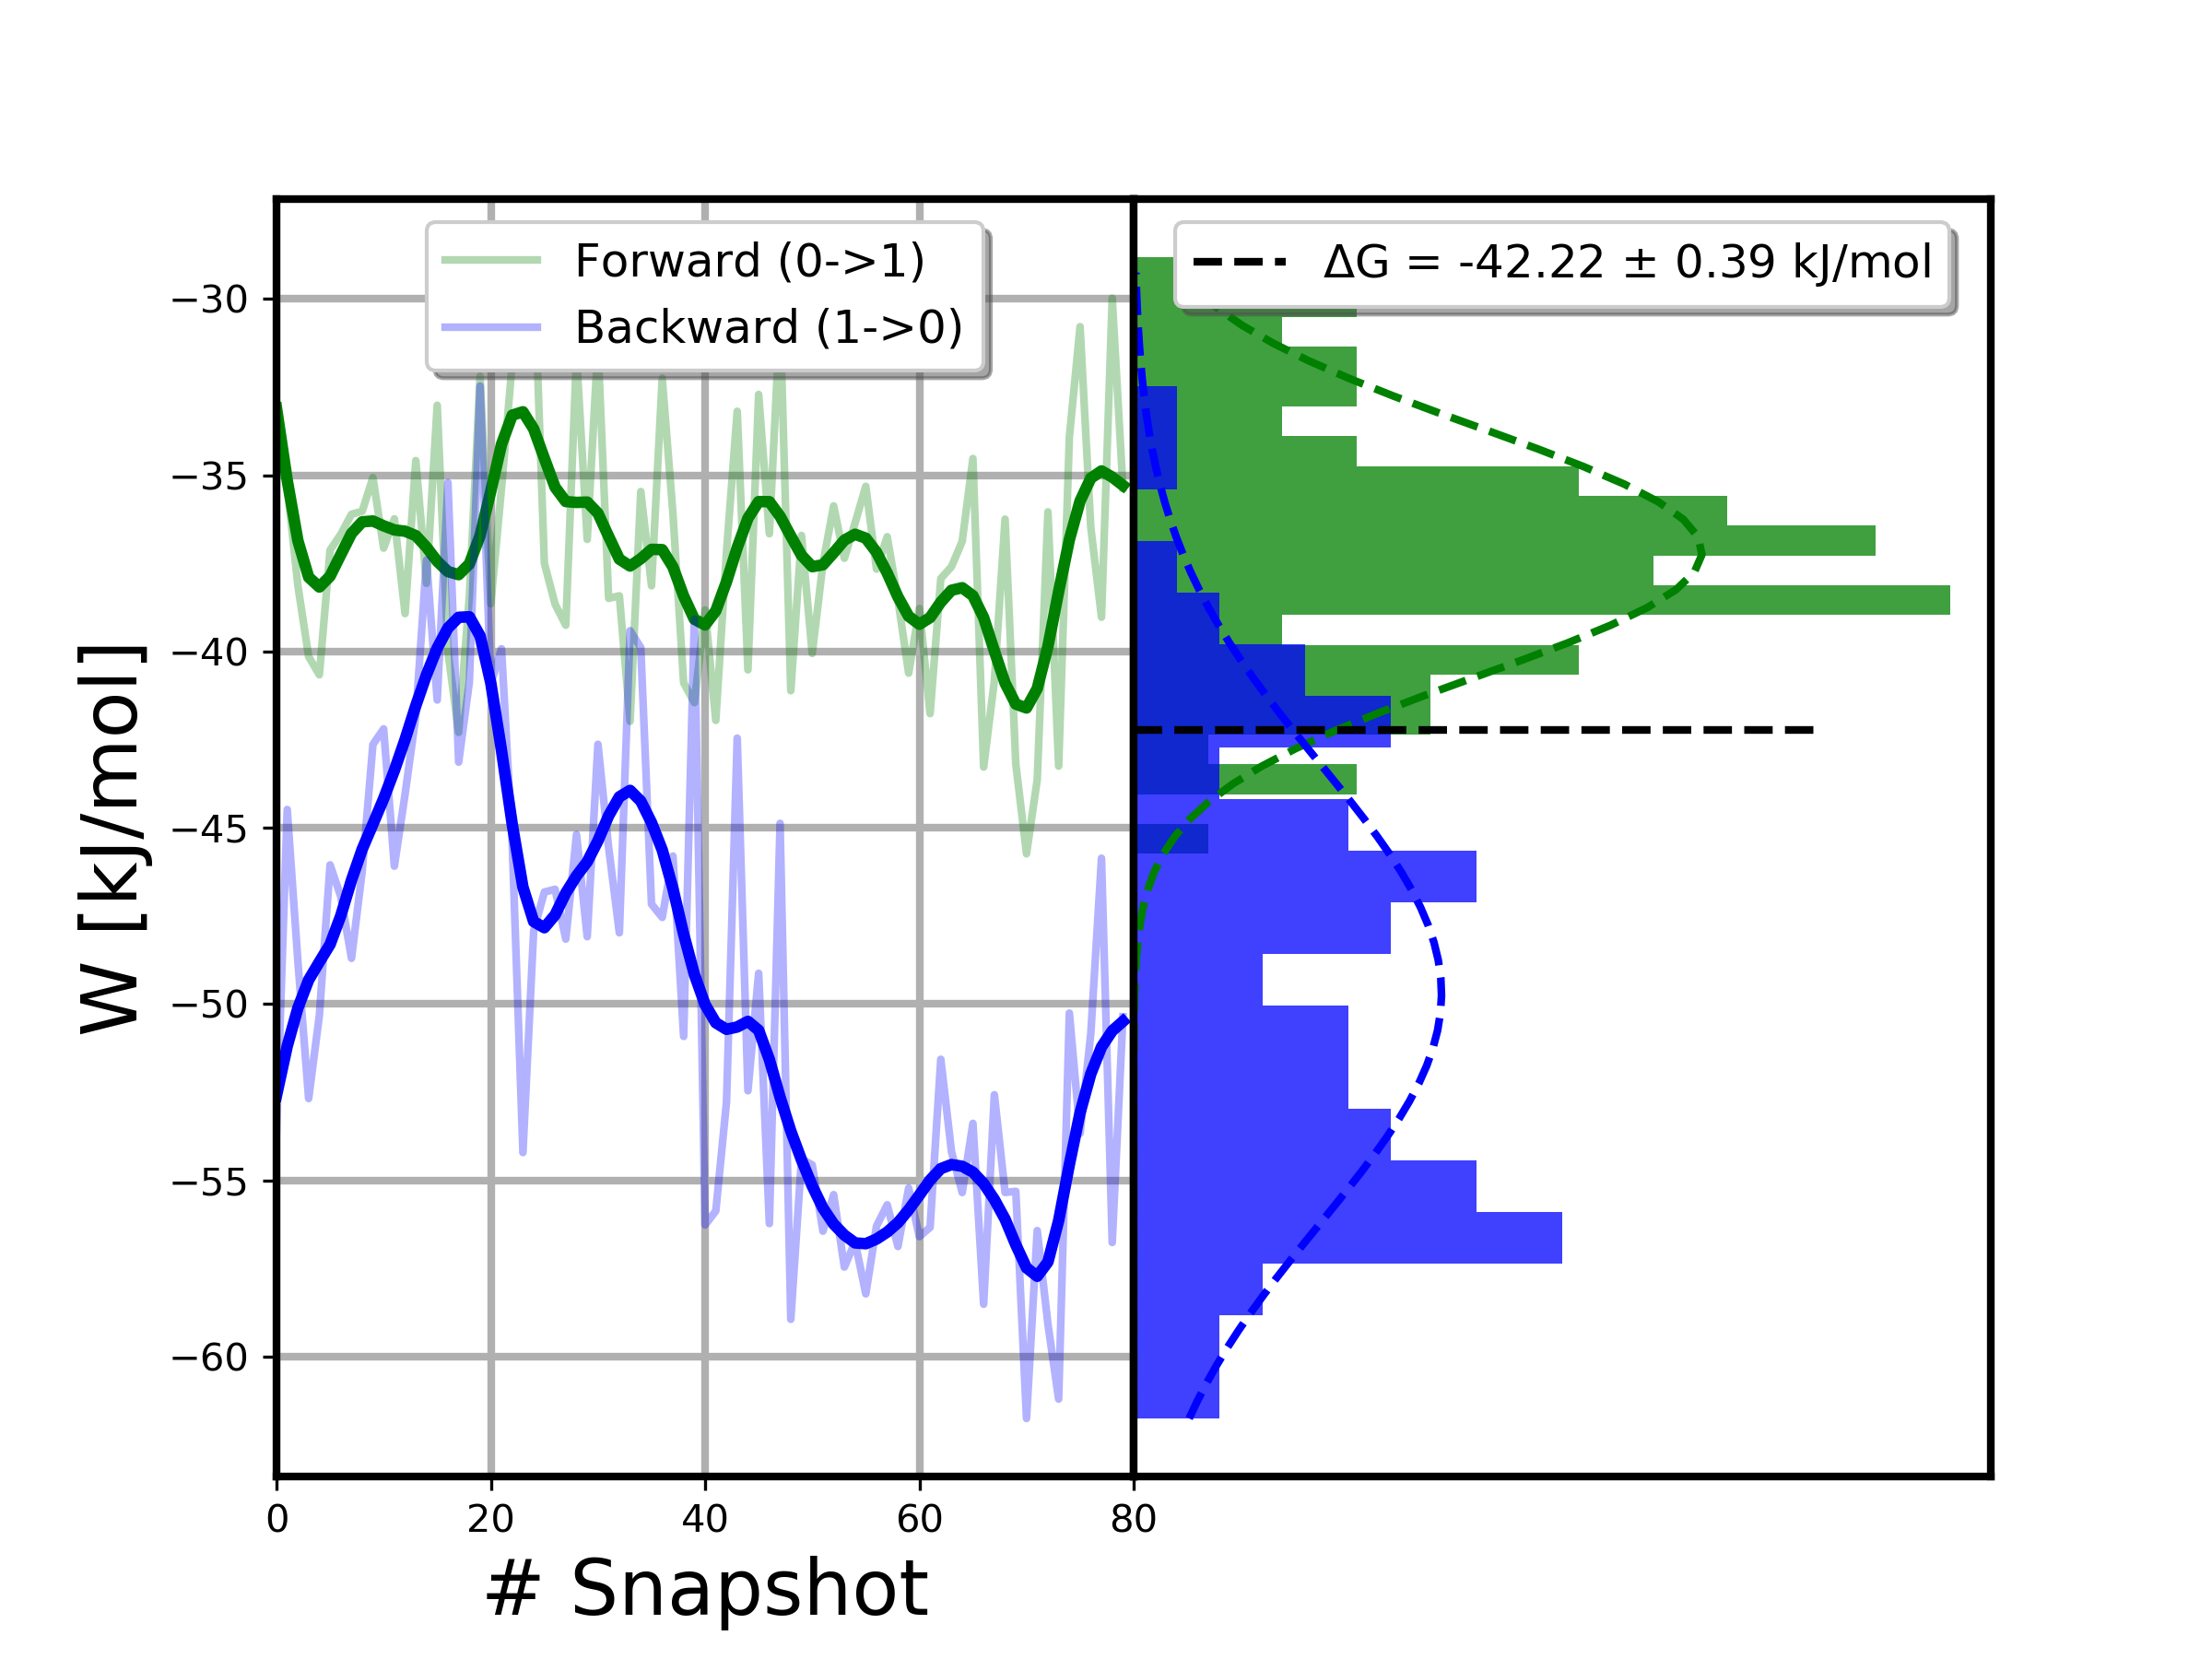 Forward (0->1)
Backward (1->0)
ΔG = -42.22 ± 0.39 kJ/mol
−30
−35
−40
−45
−50
−55
−60
W [kJ/mol]
0 20 40 60 80
# Snapshot